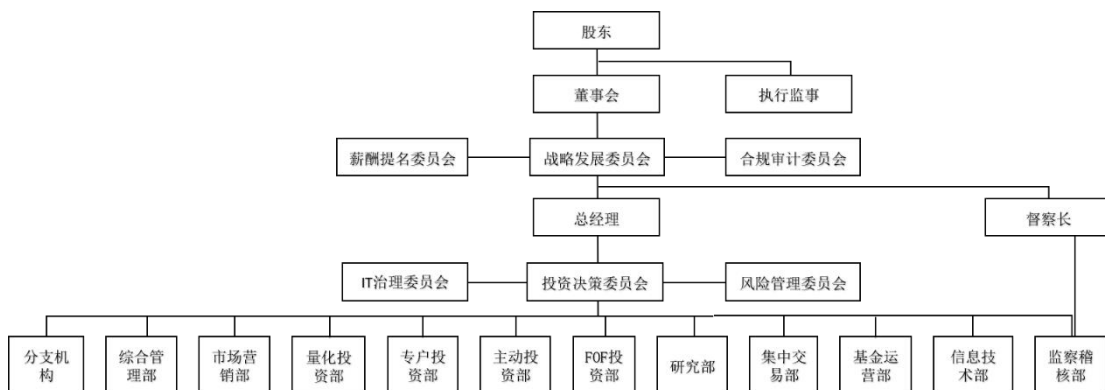 股东
董事会
执行监事
薪酬提名委员会
战略发展委员会
合规审计委员会
总经理
督察长
IT治理委员会
投资决策委员会
风险管理委员会
分支机
构
综合管
理部
市场营
销部
量化投
资部
专户投
资部
主动投
资部
FOF投
资部
研究部
集中交
易部
基金运
营部
信息技
术部
监察稽
核部